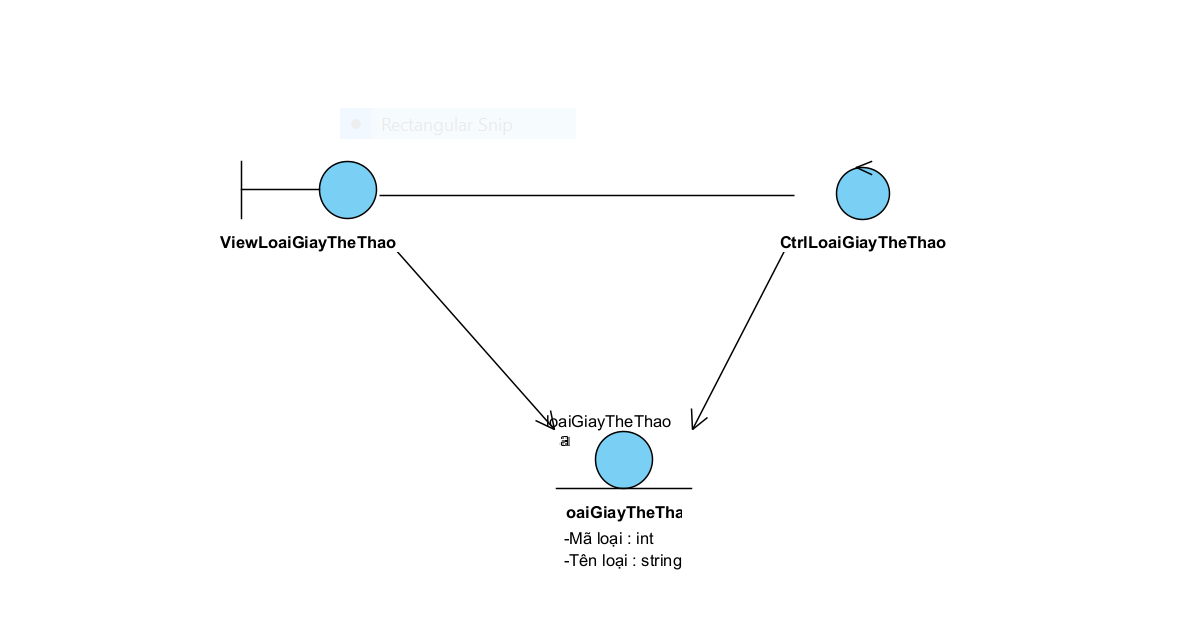 Rectangular Snip
ViewLoaiGiayTheThao
CtrlLoaiGiayTheThao
loaiGiayTheThao
oaiGiayTheTha
-Mã loại : int
-Tên loại : string